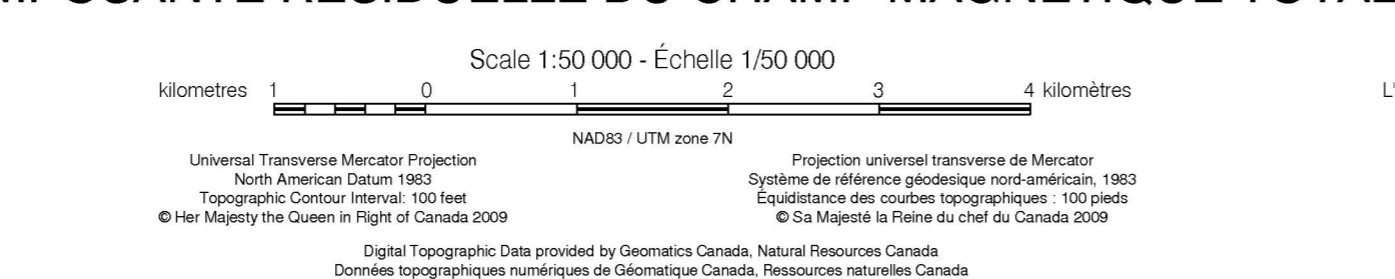 Scale 1:50 000 - Échelle 1/50 000
kilometres 1 0 1 2 3 4 kilomètres
NAD83 / UTM zone 7N
Universal Transverse Mercator Projection
North American Datum 1983
Topographic Contour Interval: 100 feet
© Her Majesty the Queen in Right of Canada 2009
Projection universel transverse de Mercator
Système de référence géodesique nord-américain, 1983
Équidistance des courbes topographiques : 100 pieds
© Sa Majesté la Reine du chef du Canada 2009
Digital Topographic Data provided by Geomatics Canada, Natural Resources Canada
Données topographiques numériques de Géomatique Canada, Ressources naturelles Canada